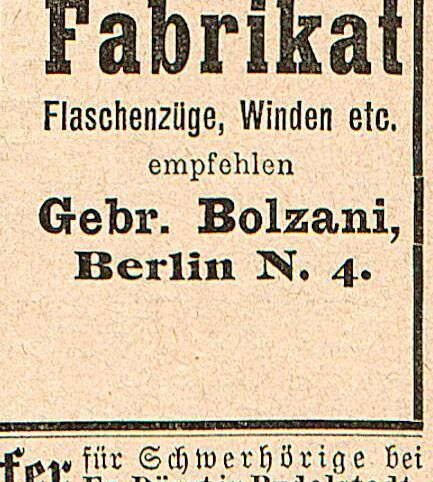 Fabrikat
Flaschenzüge, Winden etc.
empfehlen
Gebr. Bolzani,
Berlin N. 4.
für Schwerhörige bei